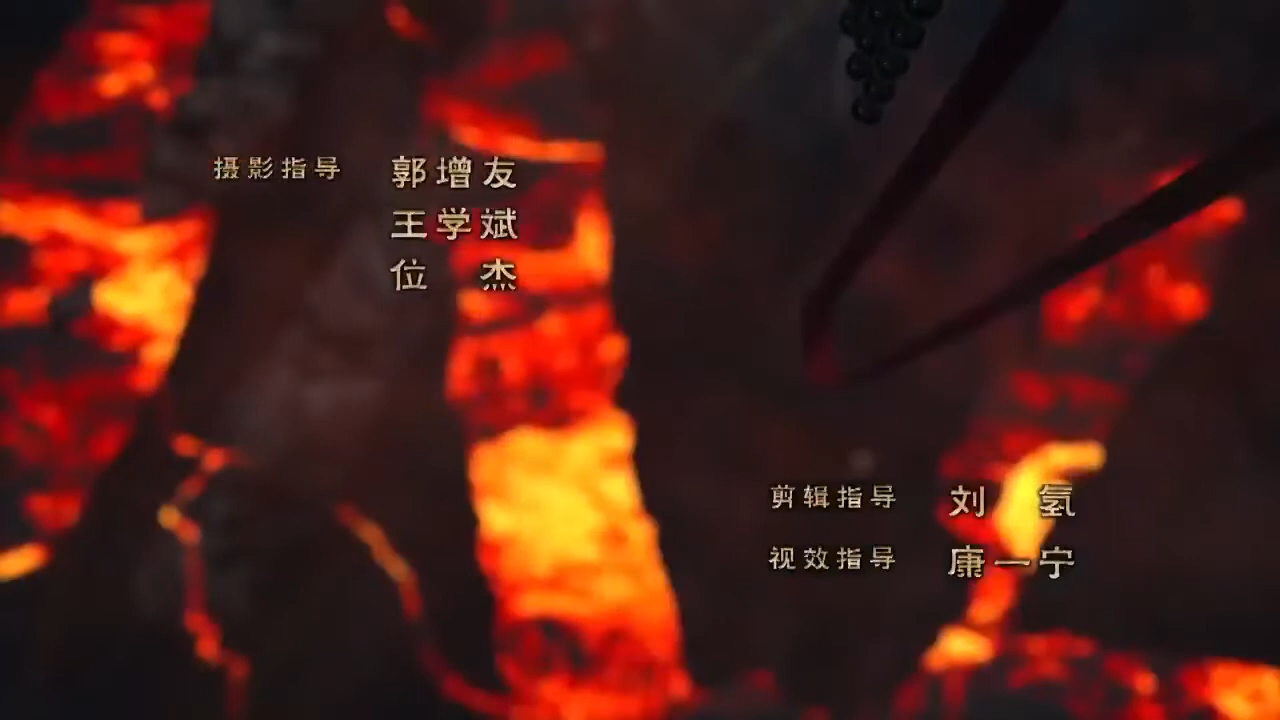 摄影指导 郭增友
王学斌
位杰
剪辑指导 刘氢
视效指导 康一宁